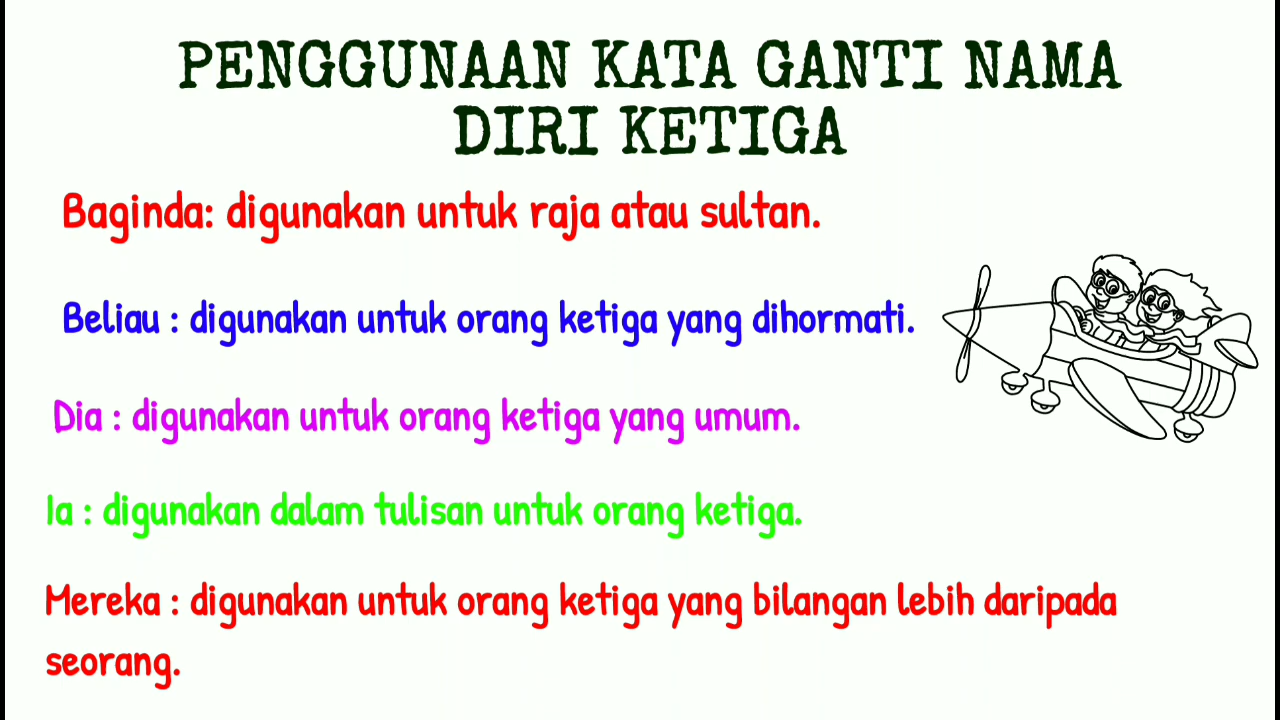 PENGGUNAAN KATA GANTI NAMA
DIRI KETIGA
Baginda: digunakan untuk raja atau sultan.
Beliau : digunakan untuk orang ketiga yang dihormati.
Dia : digunakan untuk orang ketiga yang umum.
Ia : digunakan dalam tulisan untuk orang ketiga.
Mereka : digunakan untuk orang ketiga yang bilangan lebih daripada
seorang.